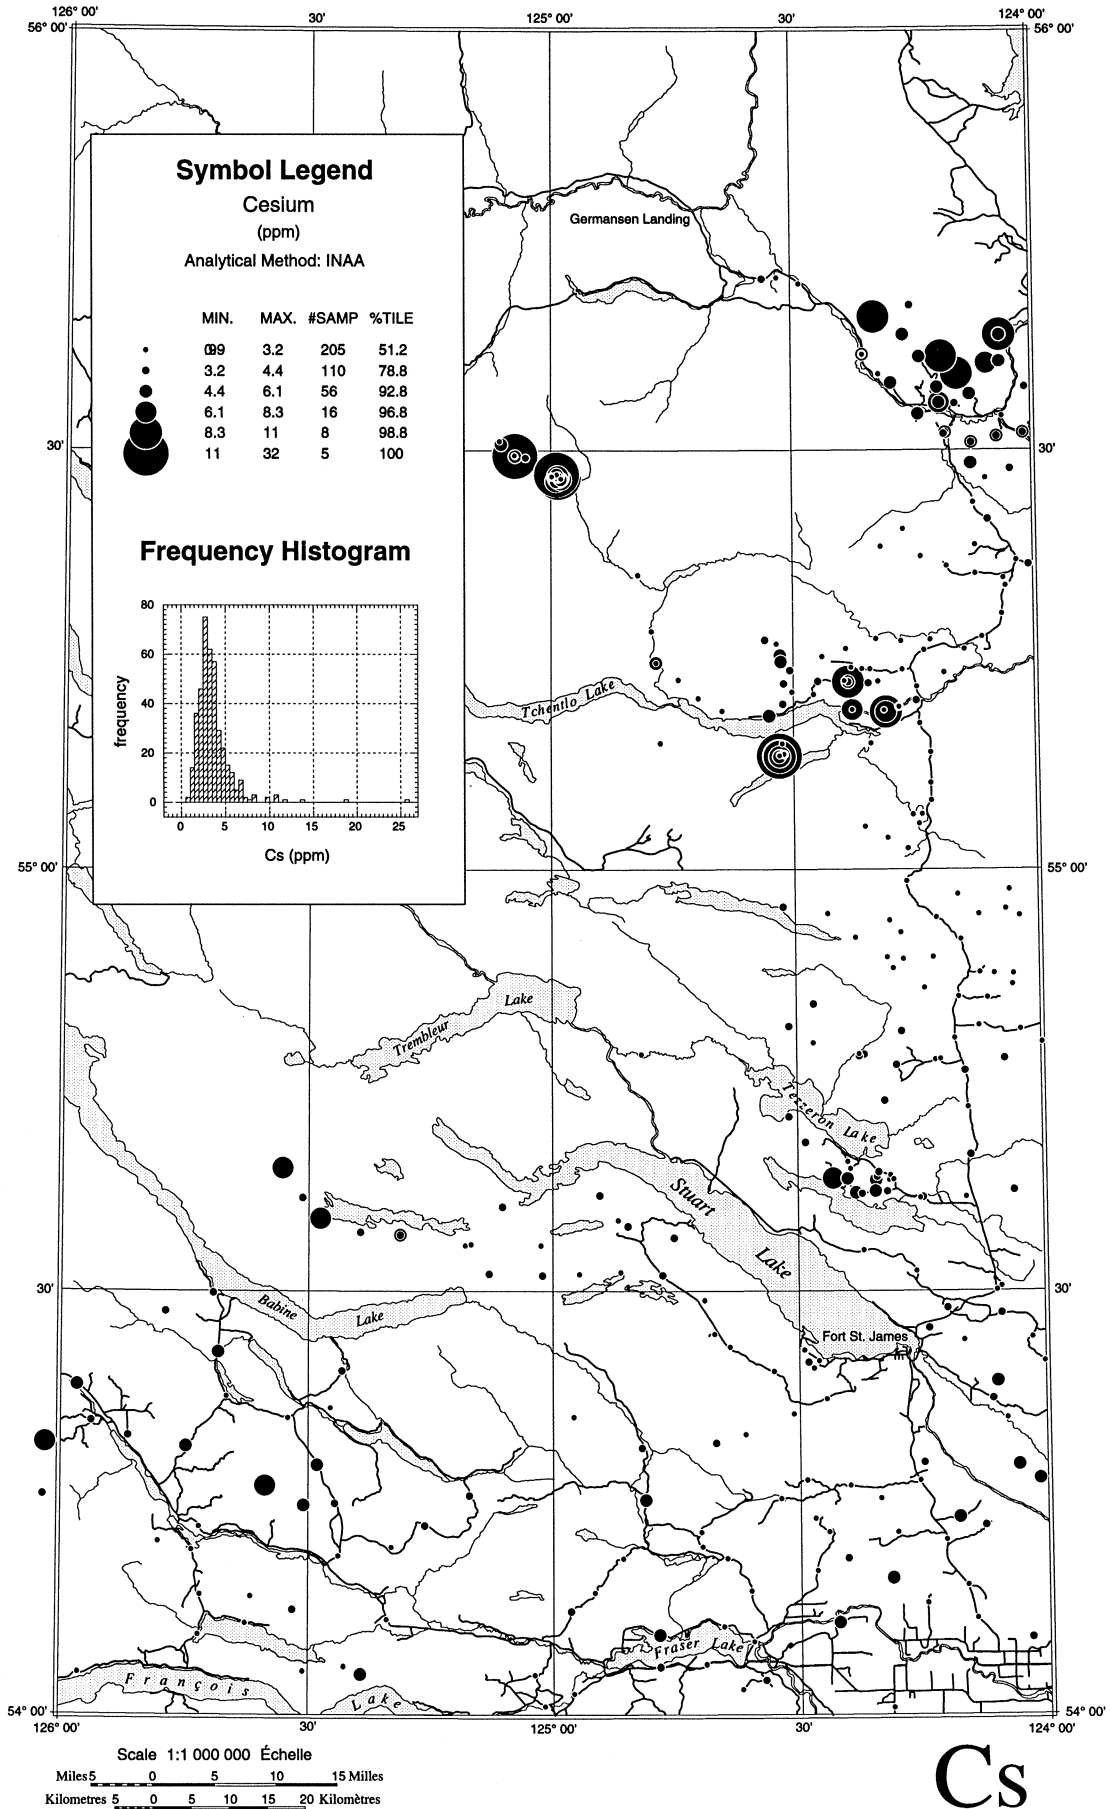 126° 00' 30' 125° 00' 30' 124° 00'
56° 00' 56° 00'
Symbol Legend
Cesium
(ppm)
Analytical Method: INAA
MIN. MAX. #SAMP %TILE
3.2 205 51.2
3.2 4.4 110 78.8
4.4 6.1 56 92.8
6.1 8.3 16 96.8
8.3 11 8 98.8
11 32 5 100
Germansen Landing
30' 30'
Frequency Histogram
80
60
40
20
0
frequency
0 5 10 15 20 25
Cs (ppm)
Tchentlo Lake
55° 00' 55° 00'
Trembleur Lake
Tezzeron Lake
Stuart Lake
30' 30'
Babine Lake
Fort St. James
Fraser Lake
François Lake
54° 00' 54° 00'
126° 00' 30' 125° 00' 30' 124° 00'
Scale 1:1 000 000 Échelle
Miles 5 0 5 10 15 Milles
Kilometres 5 0 5 10 15 20 Kilomètres
Cs